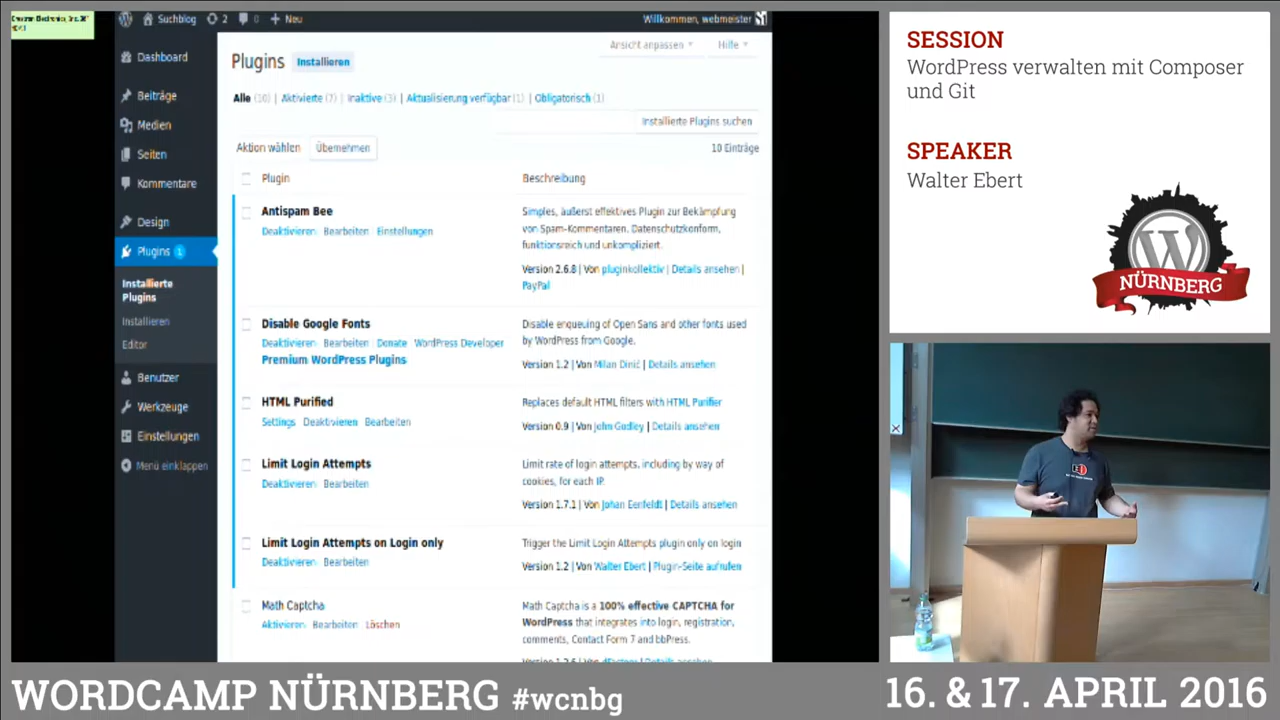 Suchblog
2
0
Neu
Willkommen, webmeister
Dashboard
Beiträge
Medien
Seiten
Kommentare
Design
Plugins 1
Installierte
Plugins
Installieren
Editor
Benutzer
Werkzeuge
Einstellungen
Menü einklappen
Ansicht anpassen
Hilfe
Plugins Installieren
Alle (10) | Aktivierte (7) | Inaktive (3) | Aktualisierung verfügbar (1) | Obligatorisch (1)
Installierte Plugins suchen
Aktion wählen Übernehmen 10 Einträge
Plugin Beschreibung
Antispam Bee
Deaktivieren Bearbeiten Einstellungen
Simples, äußerst effektives Plugin zur Bekämpfung
von Spam-Kommentaren. Datenschutzkonform,
funktionsreich und unkompliziert.
Version 2.6.8 | Von pluginkollektiv | Details ansehen |
PayPal
Disable Google Fonts
Deaktivieren Bearbeiten Donate WordPress Developer
Premium WordPress Plugins
Disable enqueuing of Open Sans and other fonts used
by WordPress from Google.
Version 1.2 | Von Milan Dinić | Details ansehen
HTML Purified
Settings Deaktivieren Bearbeiten
Replaces default HTML filters with HTML Purifier
Version 0.9 | Von John Godley | Details ansehen
Limit Login Attempts
Deaktivieren Bearbeiten
Limit rate of login attempts, including by way of
cookies, for each IP.
Version 1.7.1 | Von Johan Eenfeldt | Details ansehen
Limit Login Attempts on Login only
Deaktivieren Bearbeiten
Trigger the Limit Login Attempts plugin only on login
Version 1.2 | Von Walter Ebert | Plugin-Seite aufrufen
Math Captcha
Aktivieren Bearbeiten Löschen
Math Captcha is a 100% effective CAPTCHA for
WordPress that integrates into login, registration,
comments, Contact Form 7 and bbPress.
SESSION
WordPress verwalten mit Composer
und Git
SPEAKER
Walter Ebert
W
NÜRNBERG
WORDCAMP NÜRNBERG #wcnbg
16. & 17. APRIL 2016